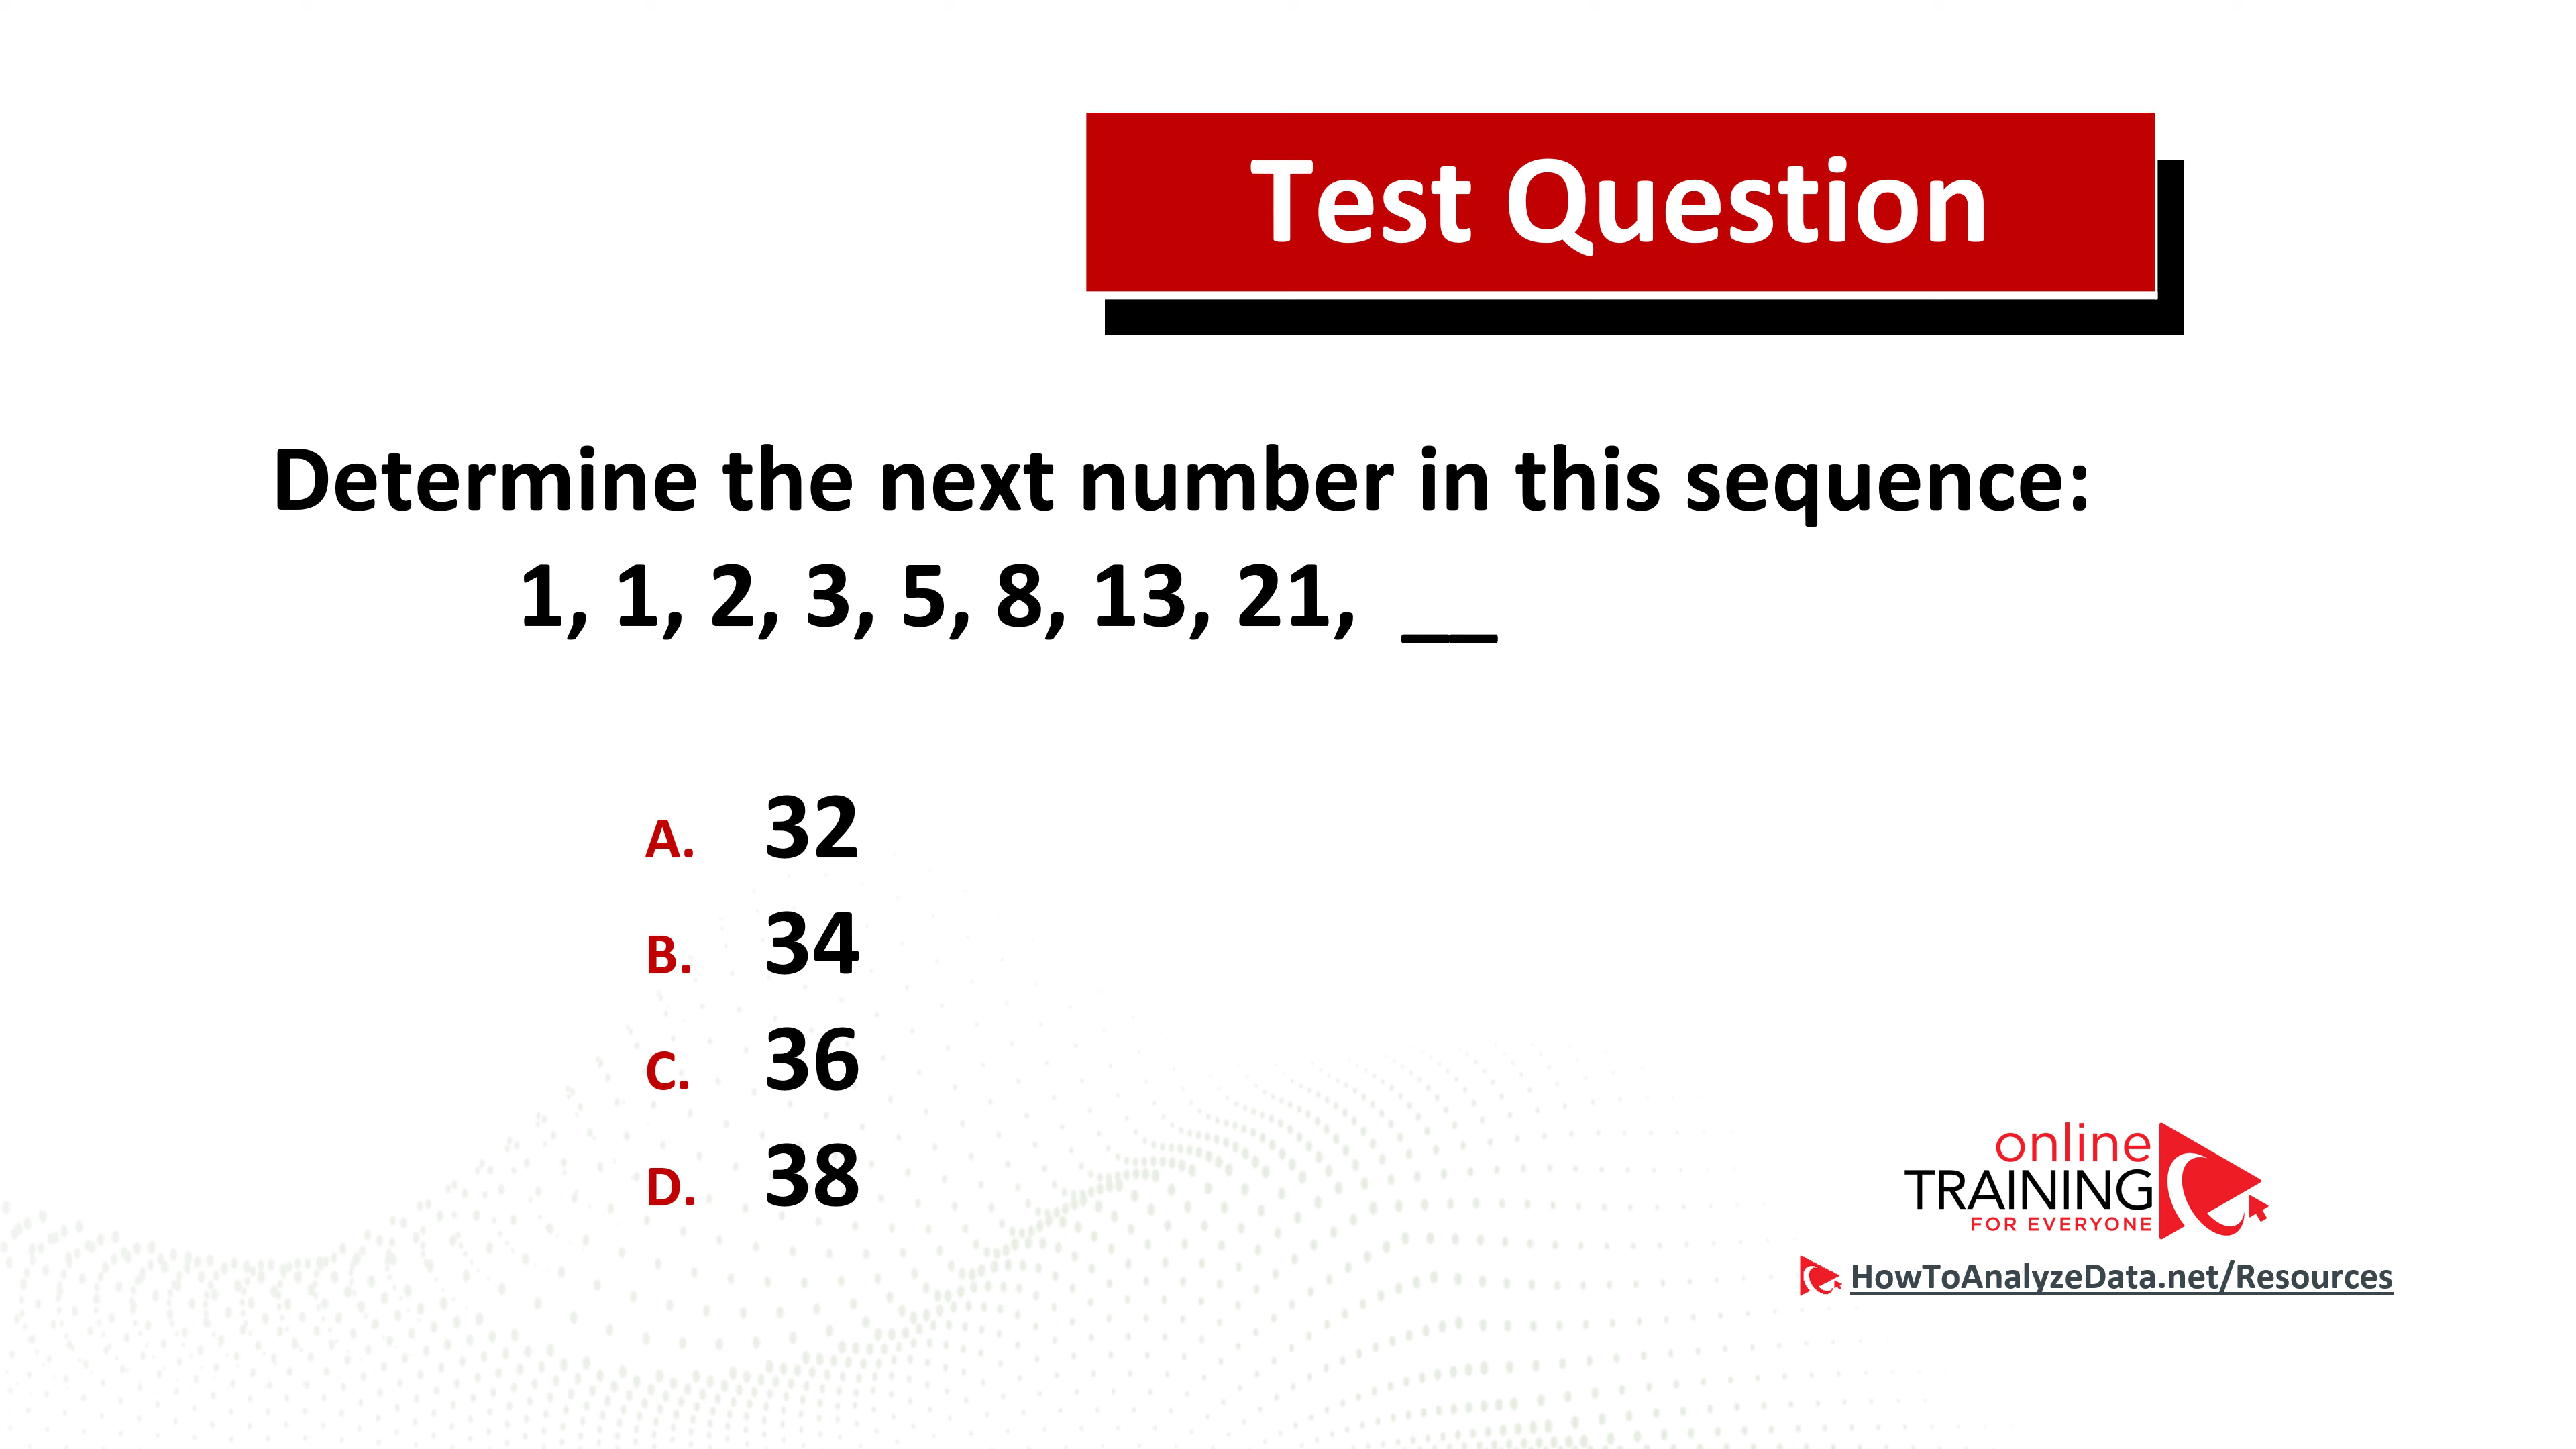 Test Question
Determine the next number in this sequence:
1, 1, 2, 3, 5, 8, 13, 21, __
A. 32
B. 34
C. 36
D. 38
online
TRAINING
FOR EVERYONE
HowToAnalyzeData.net/Resources